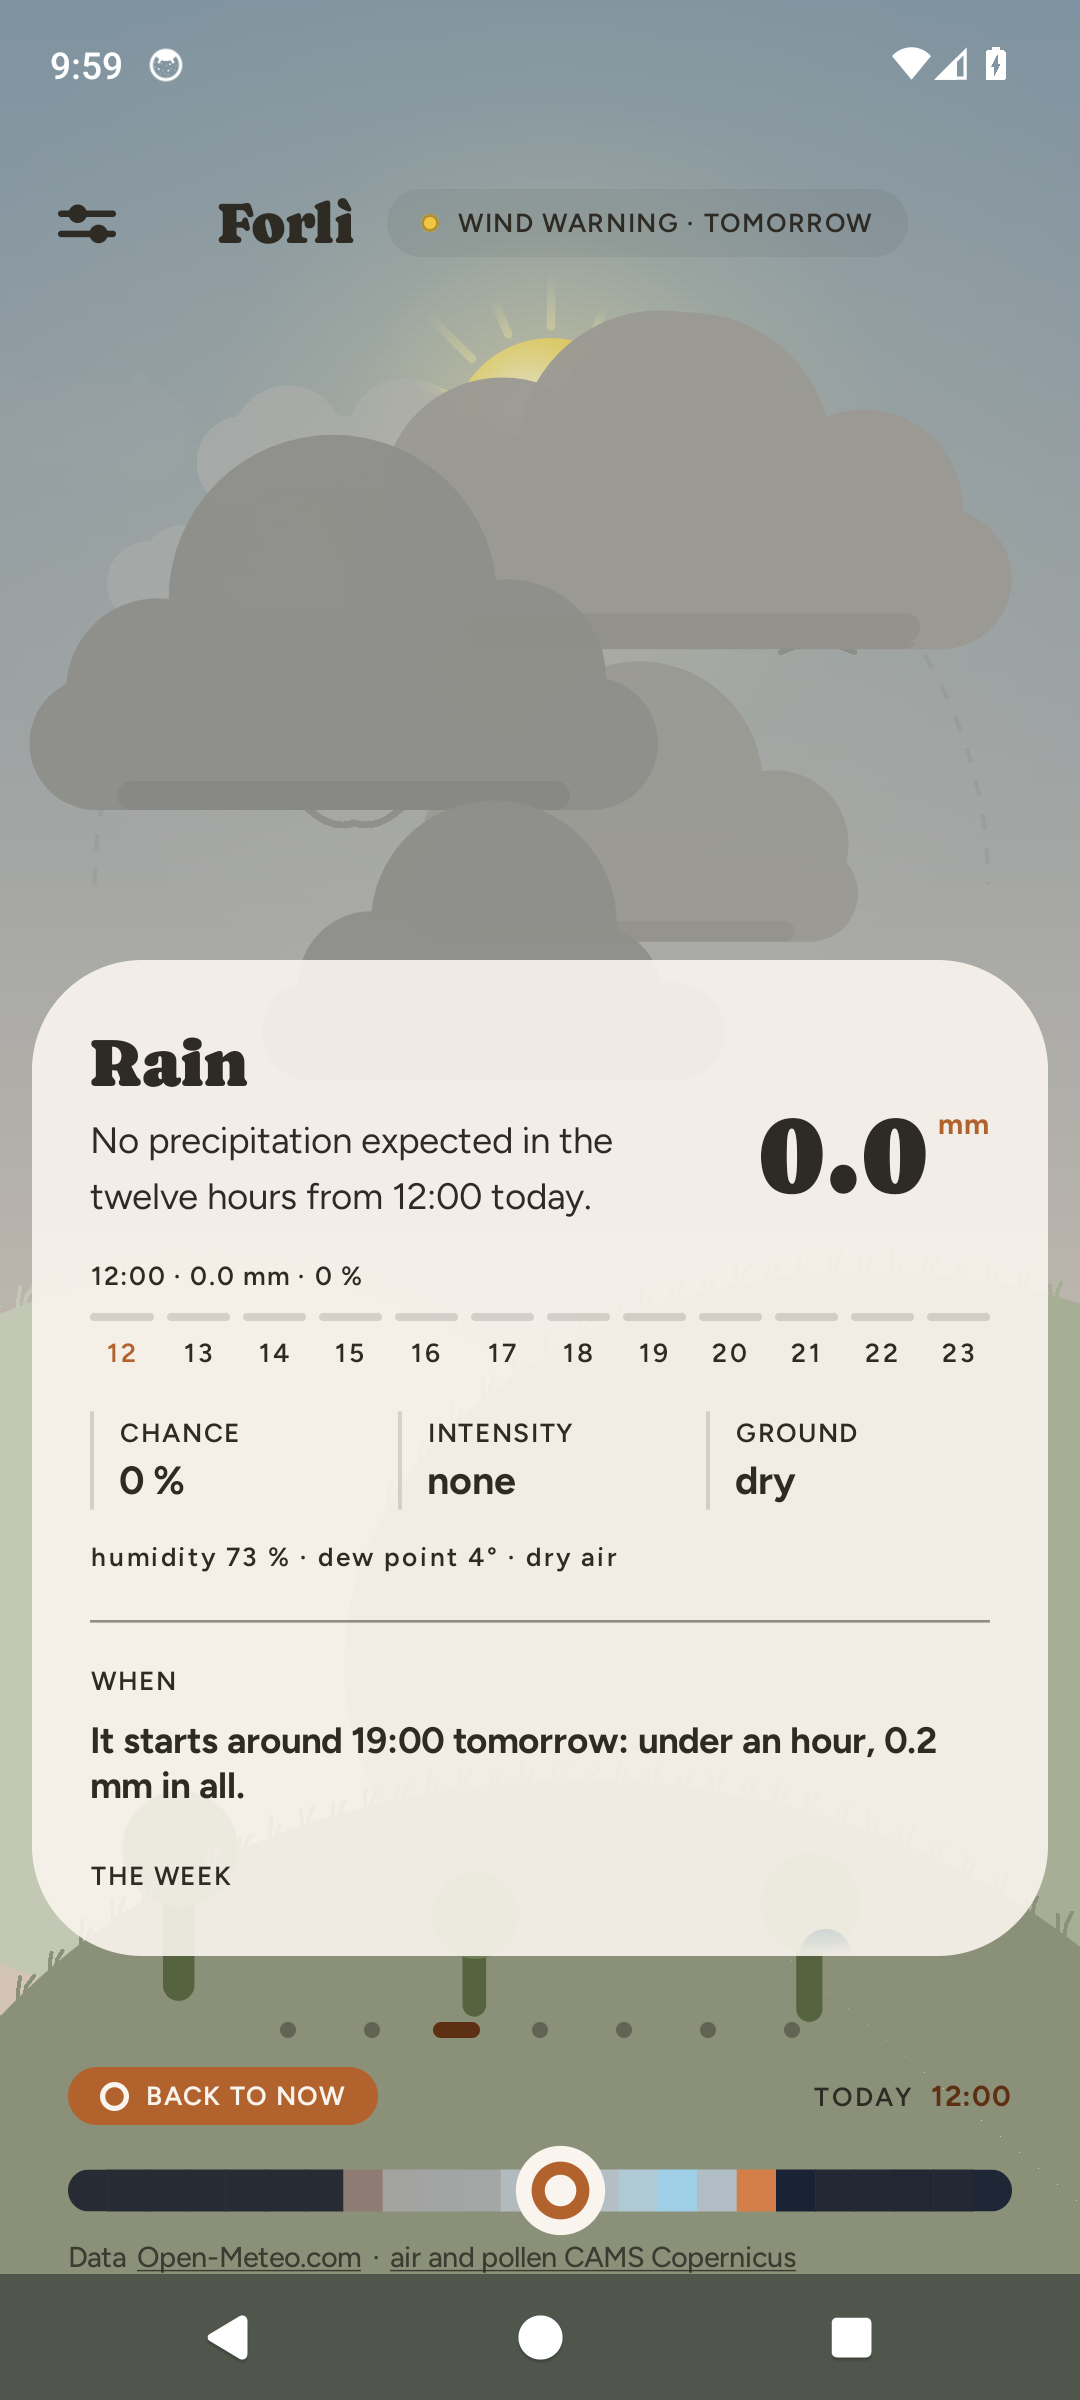 9:59
Forlì
WIND WARNING · TOMORROW
Rain
No precipitation expected in the
twelve hours from 12:00 today.
0.0 mm
12:00 · 0.0 mm · 0 %
12 13 14 15 16 17 18 19 20 21 22 23
CHANCE INTENSITY GROUND
0 % none dry
humidity 73 % · dew point 4° · dry air
WHEN
It starts around 19:00 tomorrow: under an hour, 0.2
mm in all.
THE WEEK
BACK TO NOW
TODAY 12:00
Data Open-Meteo.com · air and pollen CAMS Copernicus